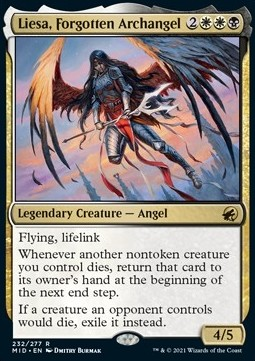 Liesa, Forgotten Archangel 2
Legendary Creature — Angel
Flying, lifelink
Whenever another nontoken creature
you control dies, return that card to
its owner's hand at the beginning of
the next end step.
If a creature an opponent controls
would die, exile it instead.
4/5
232/277 R
MID • EN DMITRY BURMAK
™ & © 2021 Wizards of the Coast